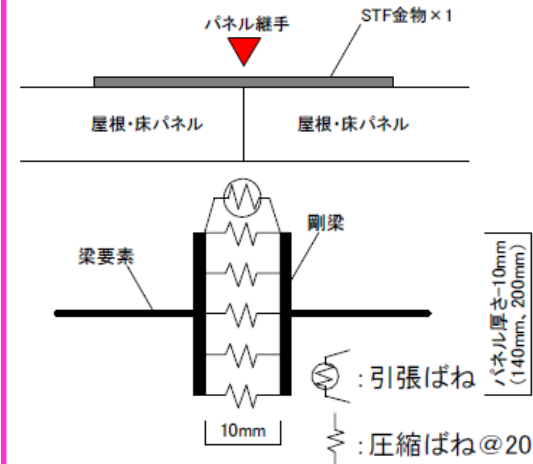 パネル継手
STF金物×1
屋根・床パネル
屋根・床パネル
剛梁
梁要素
パネル厚さ-10mm
(140mm、200mm)
:引張ばね
10mm
:圧縮ばね@20